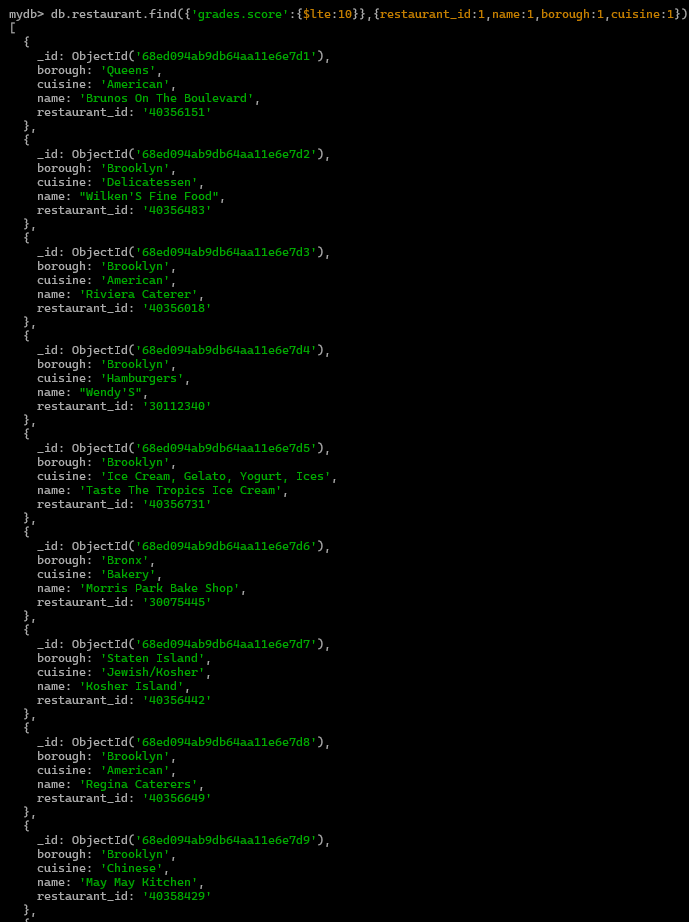 mydb> db.restaurant.find({'grades.score':{$lte:10}},{restaurant_id:1,name:1,borough:1,cuisine:1})
[
  {
    _id: ObjectId('68ed094ab9db64aa11e6e7d1'),
    borough: 'Queens',
    cuisine: 'American',
    name: 'Brunos On The Boulevard',
    restaurant_id: '40356151'
  },
  {
    _id: ObjectId('68ed094ab9db64aa11e6e7d2'),
    borough: 'Brooklyn',
    cuisine: 'Delicatessen',
    name: "Wilken'S Fine Food",
    restaurant_id: '40356483'
  },
  {
    _id: ObjectId('68ed094ab9db64aa11e6e7d3'),
    borough: 'Brooklyn',
    cuisine: 'American',
    name: 'Riviera Caterer',
    restaurant_id: '40356018'
  },
  {
    _id: ObjectId('68ed094ab9db64aa11e6e7d4'),
    borough: 'Brooklyn',
    cuisine: 'Hamburgers',
    name: "Wendy'S",
    restaurant_id: '30112340'
  },
  {
    _id: ObjectId('68ed094ab9db64aa11e6e7d5'),
    borough: 'Brooklyn',
    cuisine: 'Ice Cream, Gelato, Yogurt, Ices',
    name: 'Taste The Tropics Ice Cream',
    restaurant_id: '40356731'
  },
  {
    _id: ObjectId('68ed094ab9db64aa11e6e7d6'),
    borough: 'Bronx',
    cuisine: 'Bakery',
    name: 'Morris Park Bake Shop',
    restaurant_id: '30075445'
  },
  {
    _id: ObjectId('68ed094ab9db64aa11e6e7d7'),
    borough: 'Staten Island',
    cuisine: 'Jewish/Kosher',
    name: 'Kosher Island',
    restaurant_id: '40356442'
  },
  {
    _id: ObjectId('68ed094ab9db64aa11e6e7d8'),
    borough: 'Brooklyn',
    cuisine: 'American',
    name: 'Regina Caterers',
    restaurant_id: '40356649'
  },
  {
    _id: ObjectId('68ed094ab9db64aa11e6e7d9'),
    borough: 'Brooklyn',
    cuisine: 'Chinese',
    name: 'May May Kitchen',
    restaurant_id: '40358429'
  },
  {